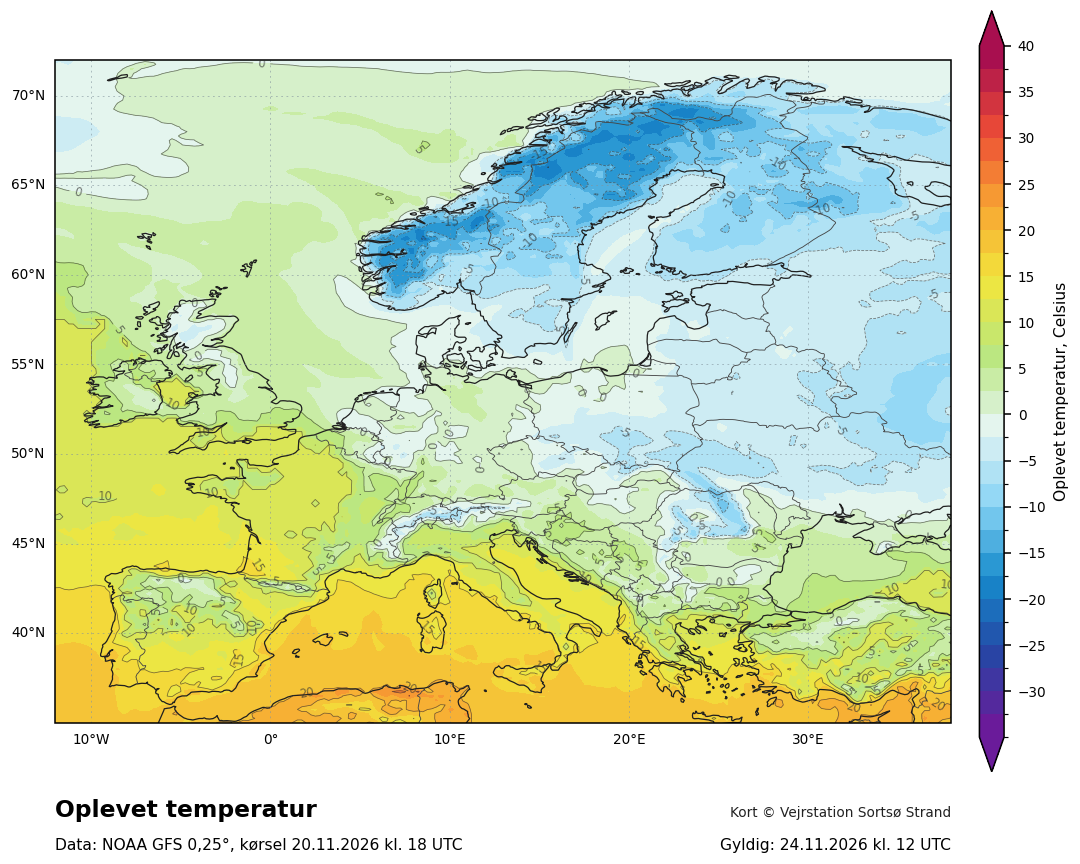 40
35
30
25
20
15
10
5
0
−5
−10
−15
−20
−25
−30
Oplevet temperatur, Celsius
70°N
65°N
60°N
55°N
50°N
45°N
40°N
10°W
0°
10°E
20°E
30°E
Oplevet temperatur
Kort © Vejrstation Sortsø Strand
Data: NOAA GFS 0,25°, kørsel 20.11.2026 kl. 18 UTC
Gyldig: 24.11.2026 kl. 12 UTC